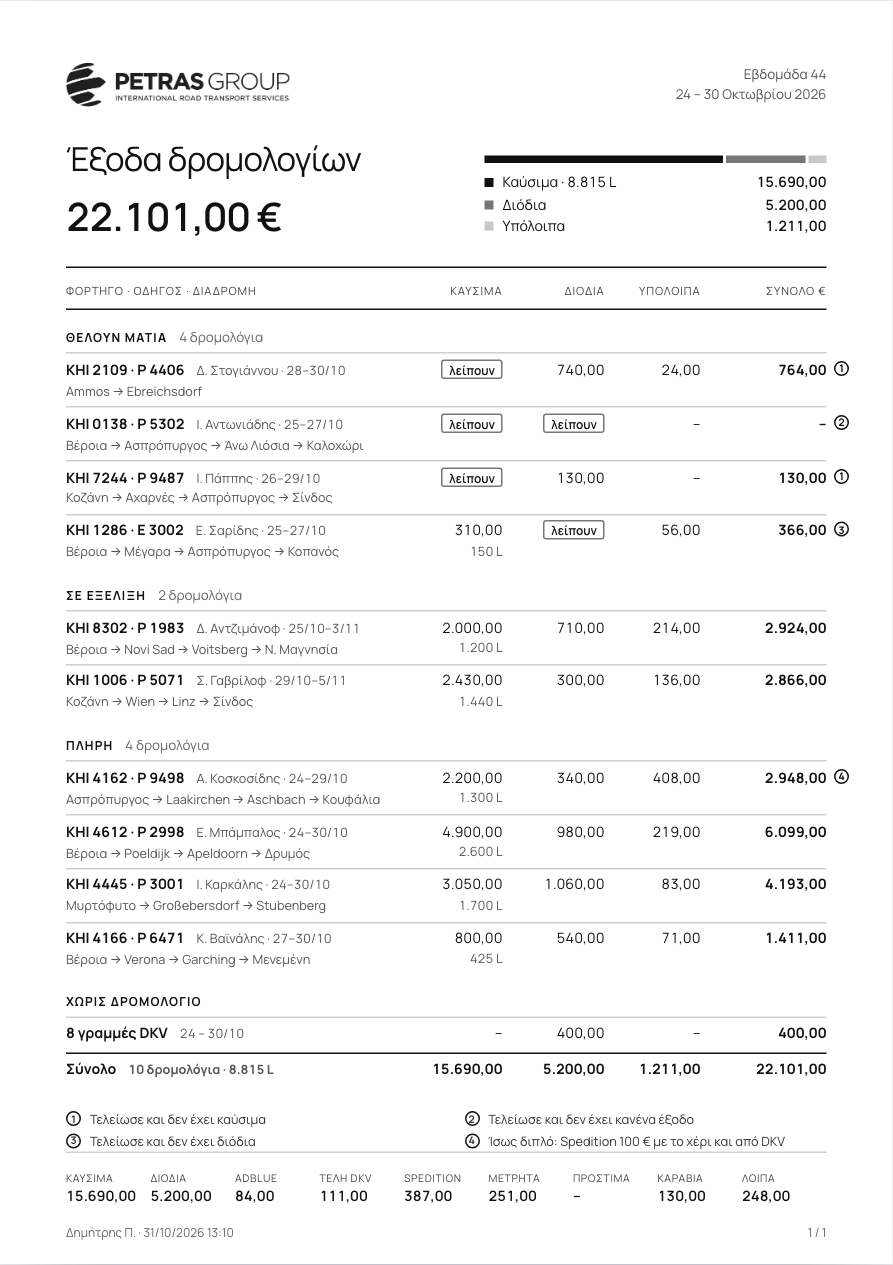 PETRAS GROUP
INTERNATIONAL ROAD TRANSPORT SERVICES
Εβδομάδα 44
24 – 30 Οκτωβρίου 2026
Έξοδα δρομολογίων
22.101,00 €
Καύσιμα · 8.815 L 15.690,00
Διόδια 5.200,00
Υπόλοιπα 1.211,00
ΦΟΡΤΗΓΟ · ΟΔΗΓΟΣ · ΔΙΑΔΡΟΜΗ ΚΑΥΣΙΜΑ ΔΙΟΔΙΑ ΥΠΟΛΟΙΠΑ ΣΥΝΟΛΟ €
ΘΕΛΟΥΝ ΜΑΤΙΑ 4 δρομολόγια
ΚΗΙ 2109 · Ρ 4406 Δ. Στογιάννου · 28–30/10 λείπουν 740,00 24,00 764,00 ①
Ammos → Ebreichsdorf
ΚΗΙ 0138 · Ρ 5302 Ι. Αντωνιάδης · 25–27/10 λείπουν λείπουν – – ②
Βέροια → Ασπρόπυργος → Άνω Λιόσια → Καλοχώρι
ΚΗΙ 7244 · Ρ 9487 Ι. Πάππης · 26–29/10 λείπουν 130,00 – 130,00 ①
Κοζάνη → Αχαρνές → Ασπρόπυργος → Σίνδος
ΚΗΙ 1286 · Ε 3002 Ε. Σαρίδης · 25–27/10 310,00 λείπουν 56,00 366,00 ③
Βέροια → Μέγαρα → Ασπρόπυργος → Κοπανός 150 L
ΣΕ ΕΞΕΛΙΞΗ 2 δρομολόγια
ΚΗΙ 8302 · Ρ 1983 Δ. Αντζιμάνοφ · 25/10–3/11 2.000,00 710,00 214,00 2.924,00
Βέροια → Novi Sad → Voitsberg → Ν. Μαγνησία 1.200 L
ΚΗΙ 1006 · Ρ 5071 Σ. Γαβρίλοφ · 29/10–5/11 2.430,00 300,00 136,00 2.866,00
Κοζάνη → Wien → Linz → Σίνδος 1.440 L
ΠΛΗΡΗ 4 δρομολόγια
ΚΗΙ 4162 · Ρ 9498 Α. Κοσκοσίδης · 24–29/10 2.200,00 340,00 408,00 2.948,00 ④
Ασπρόπυργος → Laakirchen → Aschbach → Κουφάλια 1.300 L
ΚΗΙ 4612 · Ρ 2998 Ε. Μπάμπαλος · 24–30/10 4.900,00 980,00 219,00 6.099,00
Βέροια → Poeldijk → Apeldoorn → Δρυμός 2.600 L
ΚΗΙ 4445 · Ρ 3001 Ι. Καρκάλης · 24–30/10 3.050,00 1.060,00 83,00 4.193,00
Μυρτόφυτο → Großebersdorf → Stubenberg 1.700 L
ΚΗΙ 4166 · Ρ 6471 Κ. Βαϊνάλης · 27–30/10 800,00 540,00 71,00 1.411,00
Βέροια → Verona → Garching → Μενεμένη 425 L
ΧΩΡΙΣ ΔΡΟΜΟΛΟΓΙΟ
8 γραμμές DKV 24 – 30/10 – 400,00 – 400,00
Σύνολο 10 δρομολόγια · 8.815 L 15.690,00 5.200,00 1.211,00 22.101,00
① Τελείωσε και δεν έχει καύσιμα ② Τελείωσε και δεν έχει κανένα έξοδο
③ Τελείωσε και δεν έχει διόδια ④ Ίσως διπλό: Spedition 100 € με το χέρι και από DKV
ΚΑΥΣΙΜΑ ΔΙΟΔΙΑ ADBLUE ΤΕΛΗ DKV SPEDITION ΜΕΤΡΗΤΑ ΠΡΟΣΤΙΜΑ ΚΑΡΑΒΙΑ ΛΟΙΠΑ
15.690,00 5.200,00 84,00 111,00 387,00 251,00 – 130,00 248,00
Δημήτρης Π. · 31/10/2026 13:10 1 / 1